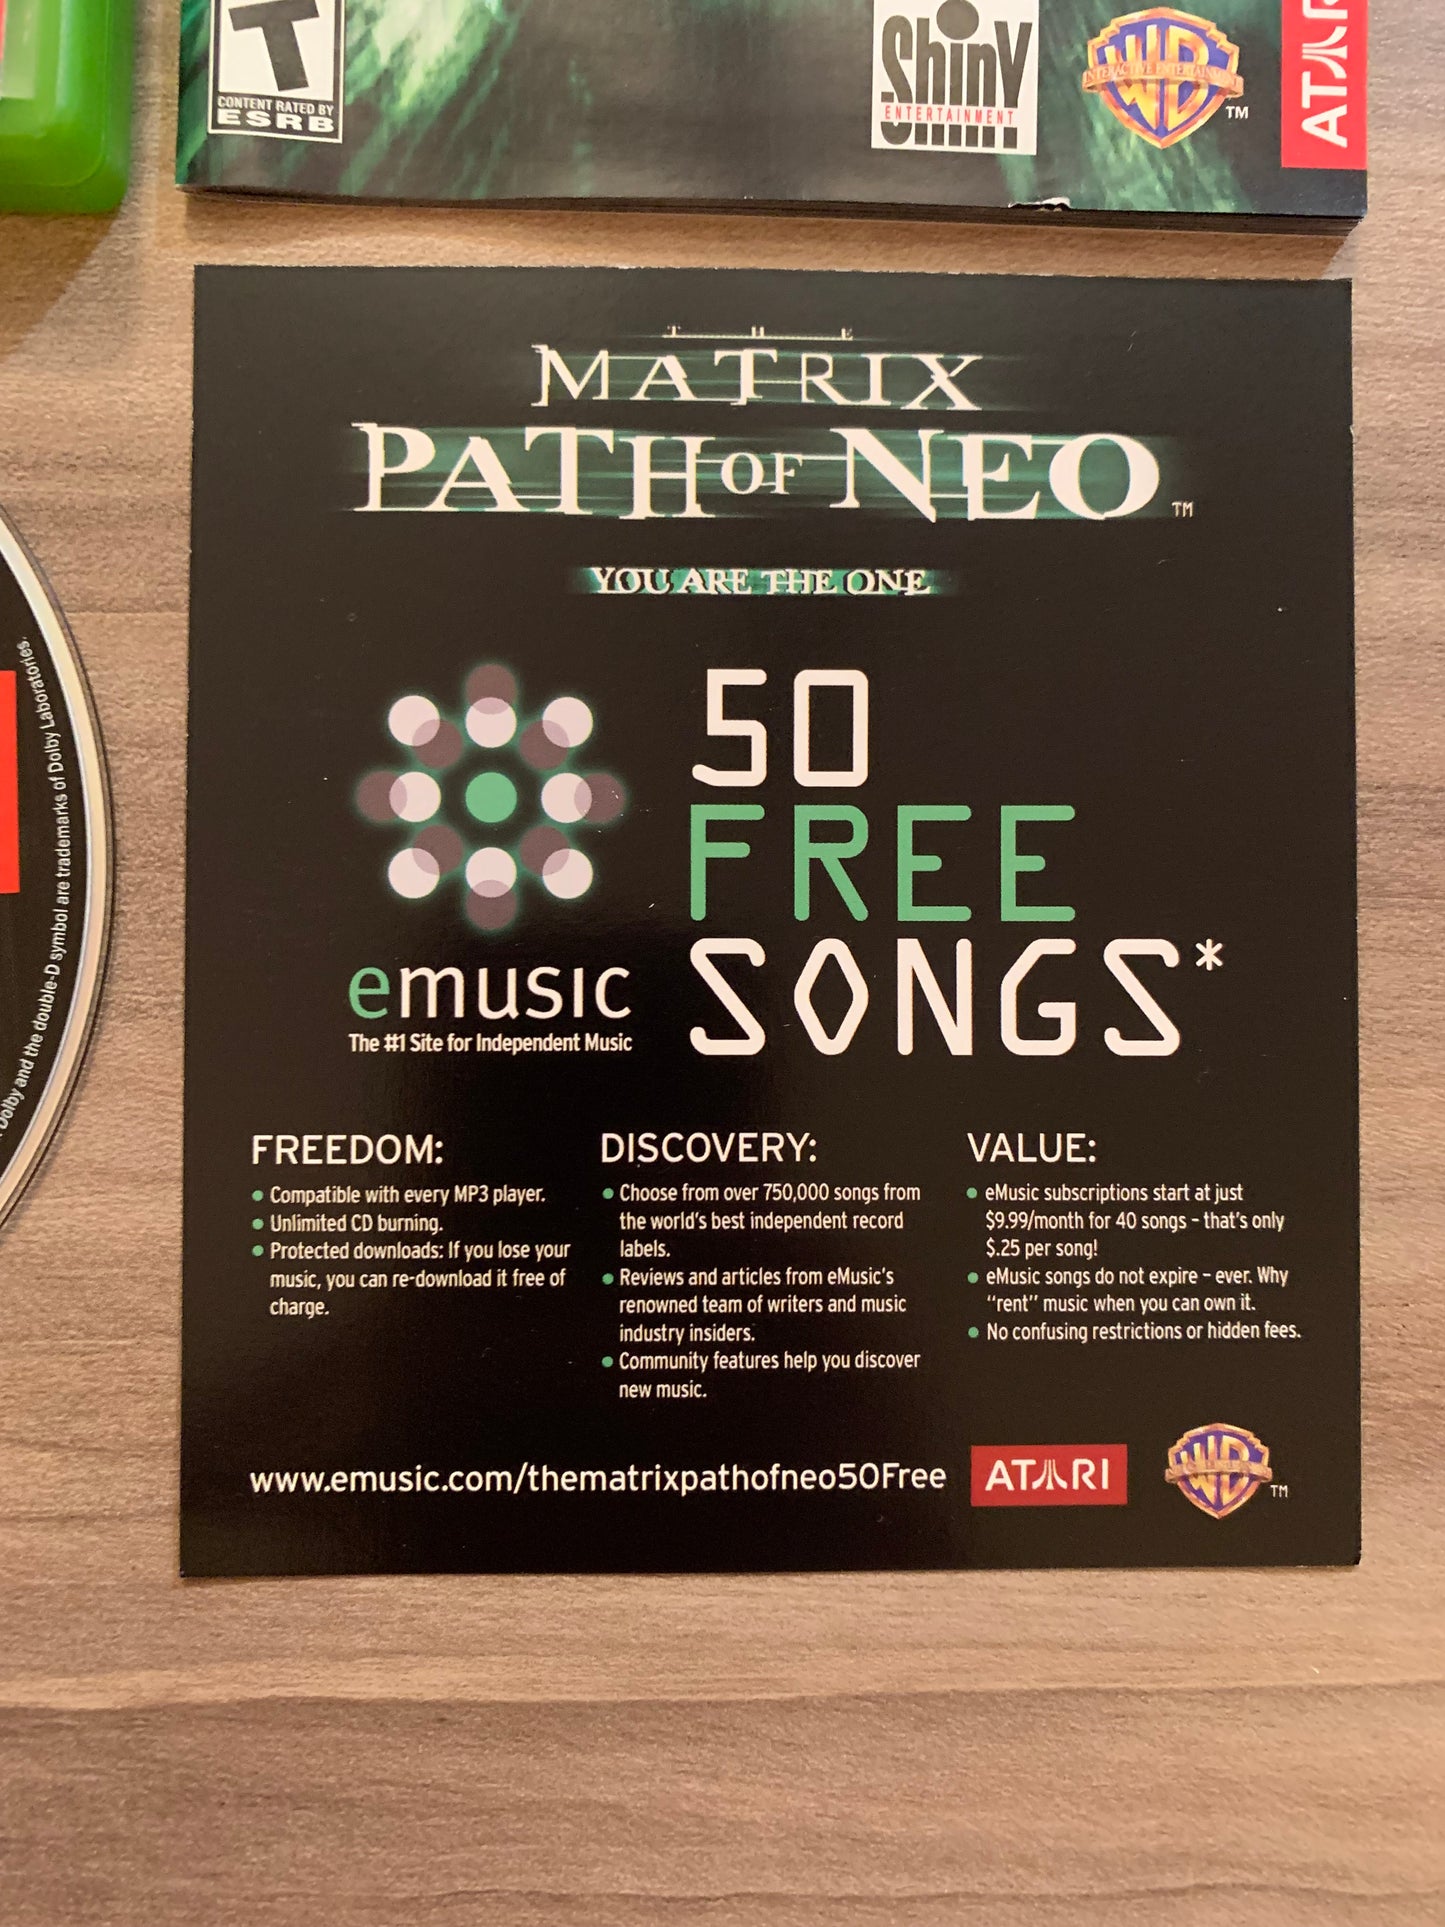 T
CONTENT RATED BY
ESRB
Shiny
ENTERTAINMENT
WB
INTERACTIVE ENTERTAINMENT
TM
ATARI
THE
MATRIX
PATH OF NEO TM
YOU ARE THE ONE
50
FREE
SONGS*
emusic
The #1 Site for Independent Music
FREEDOM:
• Compatible with every MP3 player.
• Unlimited CD burning.
• Protected downloads: If you lose your
music, you can re-download it free of
charge.
DISCOVERY:
• Choose from over 750,000 songs from
the world's best independent record
labels.
• Reviews and articles from eMusic's
renowned team of writers and music
industry insiders.
• Community features help you discover
new music.
VALUE:
• eMusic subscriptions start at just
$9.99/month for 40 songs – that's only
$.25 per song!
• eMusic songs do not expire – ever. Why
"rent" music when you can own it.
• No confusing restrictions or hidden fees.
www.emusic.com/thematrixpathofneo50Free
ATARI
WB
TM
Dolby and the double-D symbol are trademarks of Dolby Laboratories.